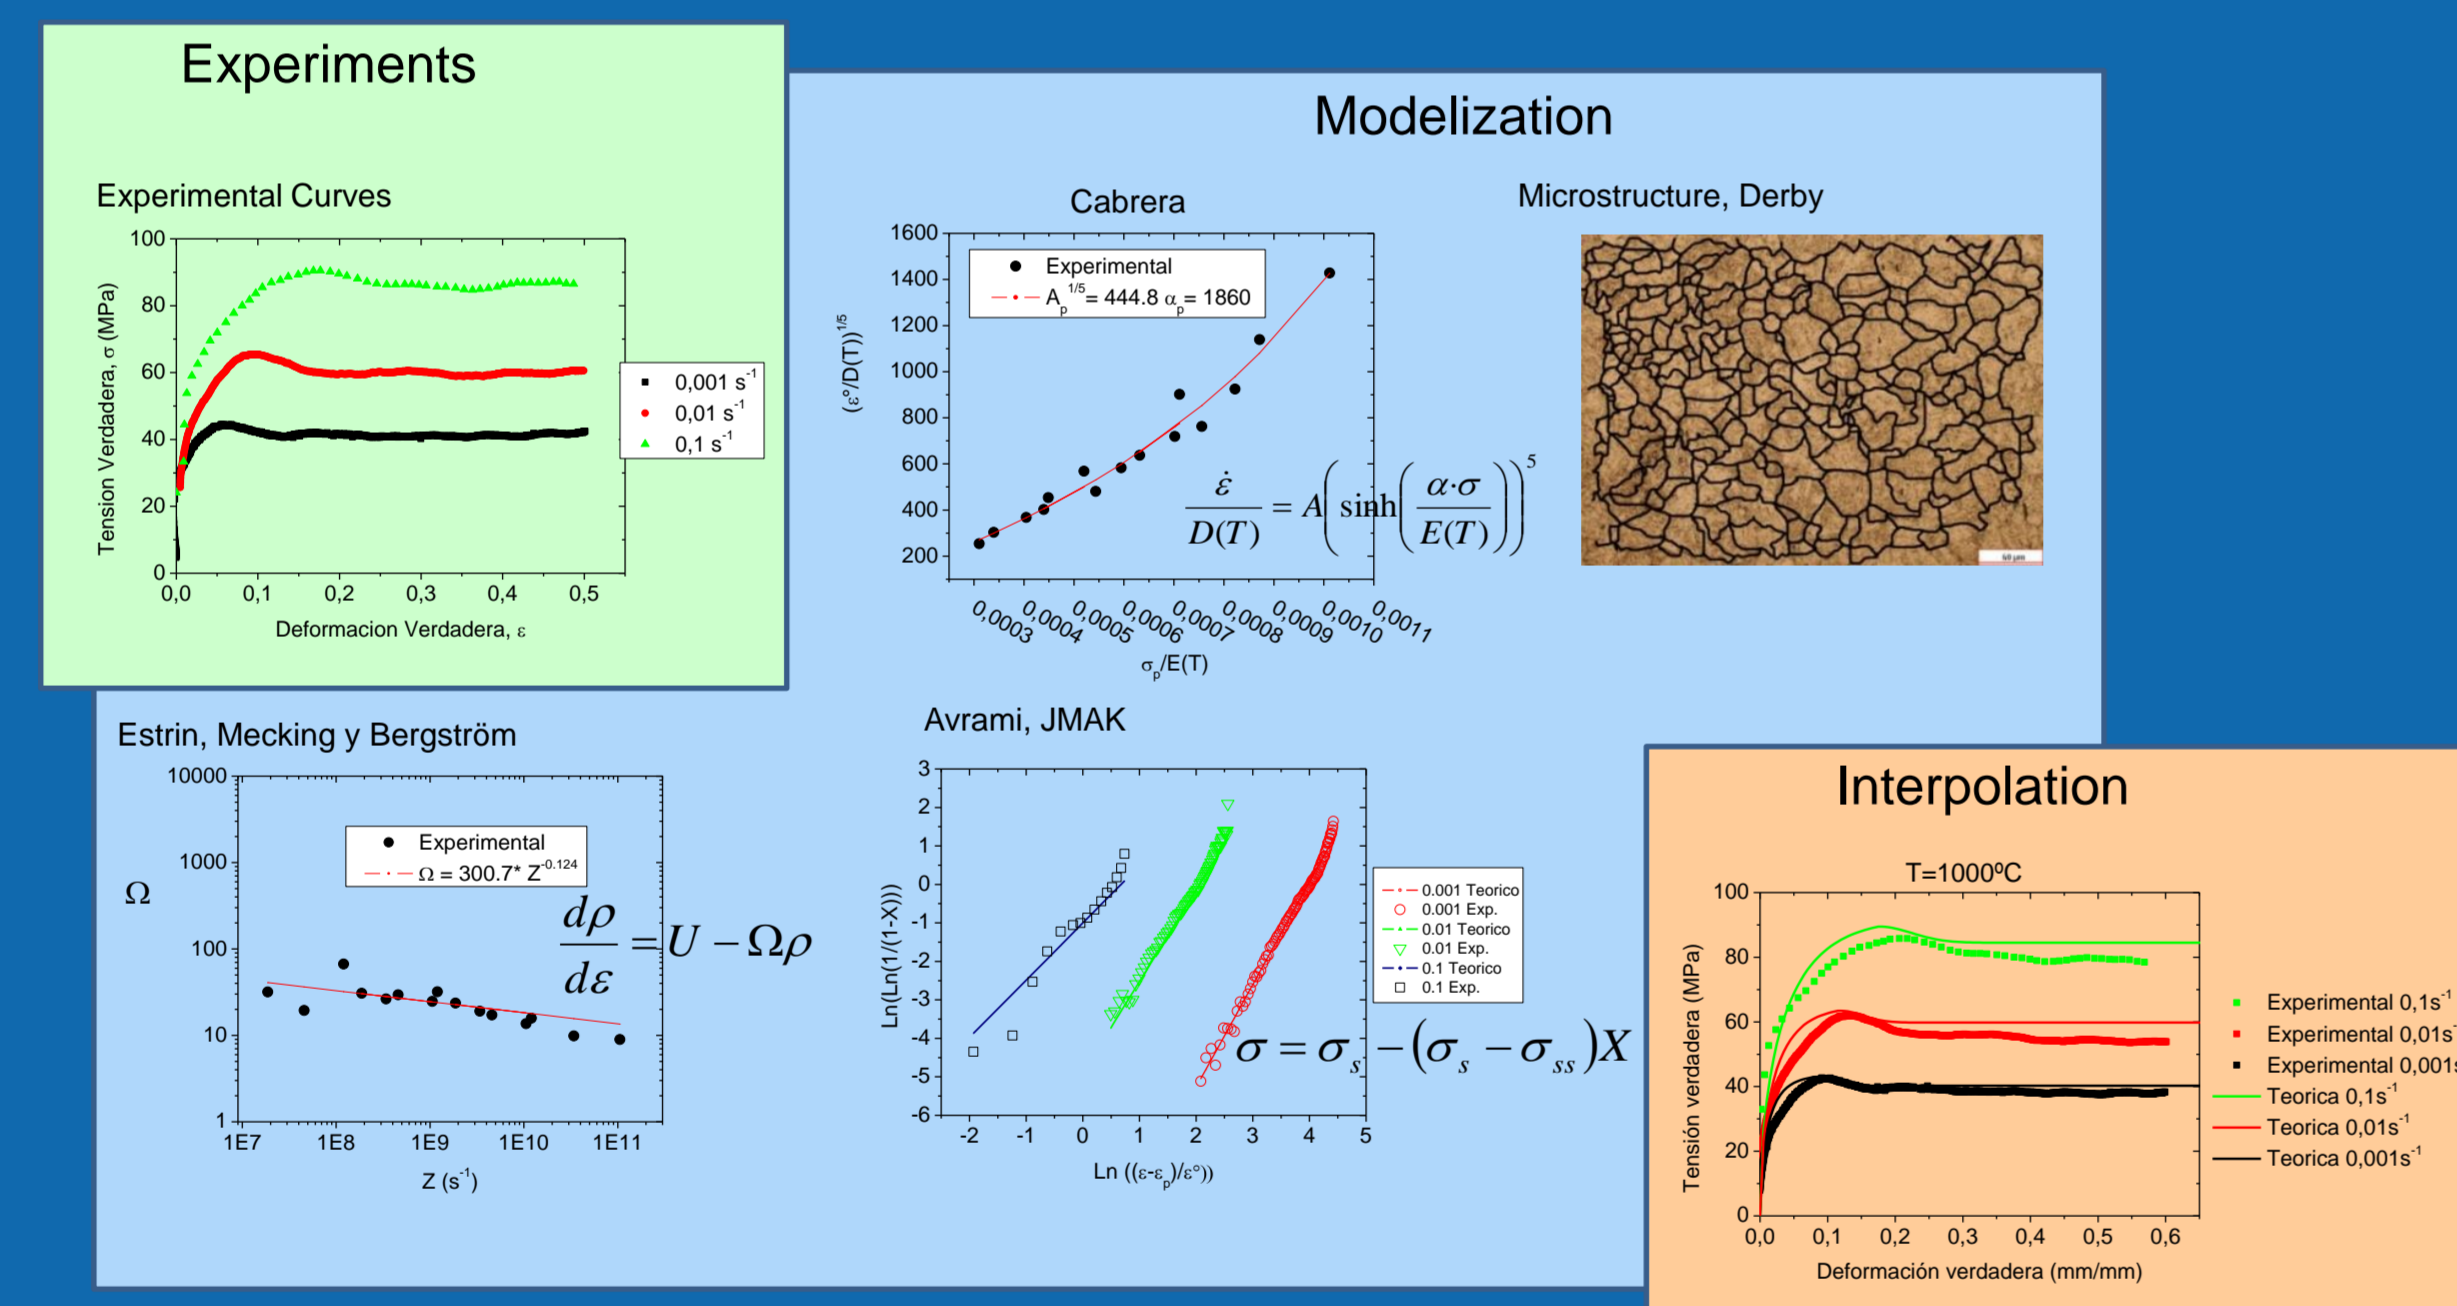 Experiments
Experimental Curves
Tension Verdadera, σ (MPa)
100
80
60
40
20
0
0,0 0,1 0,2 0,3 0,4 0,5
Deformacion Verdadera, ε
0,001 s⁻¹
0,01 s⁻¹
0,1 s⁻¹
Modelization
Cabrera
(ε°/D(T))^1/5
1600
1400
1200
1000
800
600
400
200
Experimental
A_p^1/5= 444.8 α_p= 1860
0,0003 0,0004 0,0005 0,0006 0,0007 0,0008 0,0009 0,0010 0,0011
σ_p/E(T)
ε̇/D(T) = A(sinh(α·σ/E(T)))^5
Microstructure, Derby
Estrin, Mecking y Bergström
Ω
10000
1000
100
10
1
Experimental
Ω = 300.7* Z^-0.124
1E7 1E8 1E9 1E10 1E11
Z (s⁻¹)
dρ/dε = U − Ωρ
Avrami, JMAK
Ln(Ln(1/(1-X)))
3
2
1
0
-1
-2
-3
-4
-5
-6
-2 -1 0 1 2 3 4 5
Ln ((ε-ε_p)/ε°))
0.001 Teorico
0.001 Exp.
0.01 Teorico
0.01 Exp.
0.1 Teorico
0.1 Exp.
σ = σ_s − (σ_s − σ_ss)X
Interpolation
T=1000ºC
Tensión verdadera (MPa)
100
80
60
40
20
0
0,0 0,1 0,2 0,3 0,4 0,5 0,6
Deformación verdadera (mm/mm)
Experimental 0,1s⁻¹
Experimental 0,01s⁻
Experimental 0,001s
Teorica 0,1s⁻¹
Teorica 0,01s⁻¹
Teorica 0,001s⁻¹